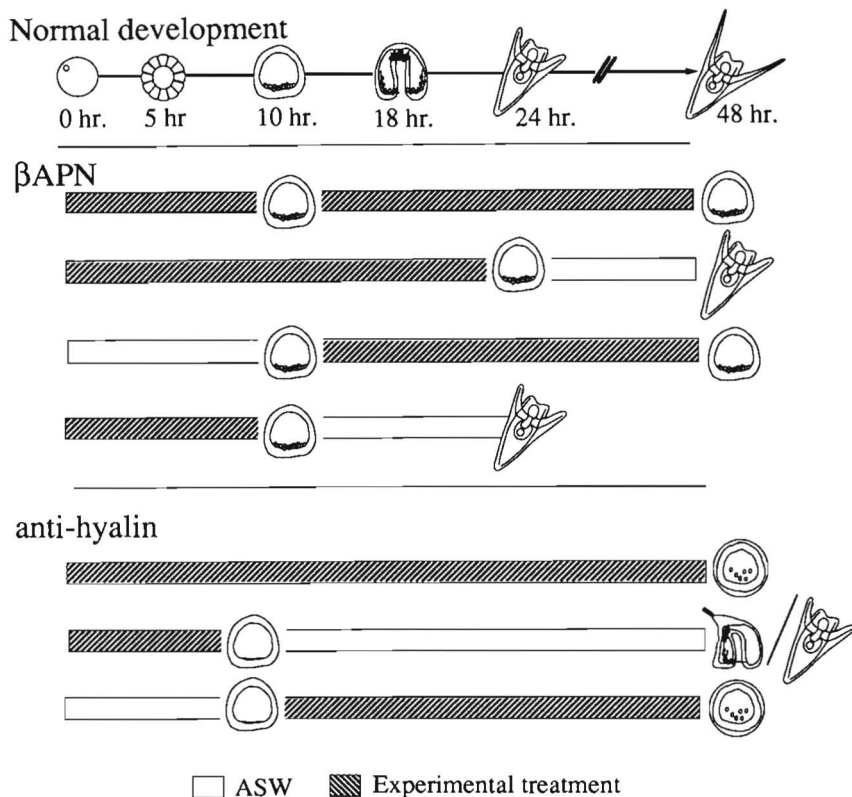 Normal development
0 hr. 5 hr 10 hr. 18 hr. 24 hr. 48 hr.
βAPN
anti-hyalin
ASW Experimental treatment